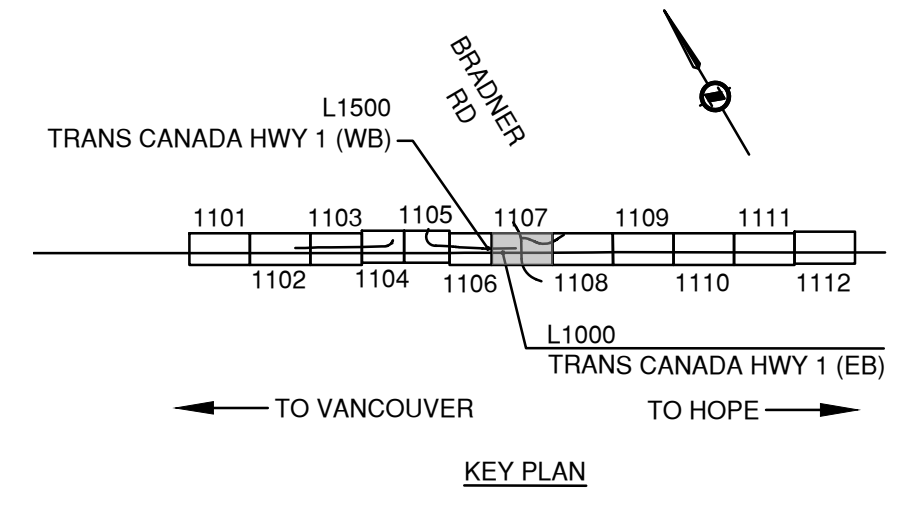 BRADNER
RD
L1500
TRANS CANADA HWY 1 (WB)
1101 1103 1105 1107 1109 1111
1102 1104 1106 1108 1110 1112
L1000
TRANS CANADA HWY 1 (EB)
TO VANCOUVER
TO HOPE
KEY PLAN